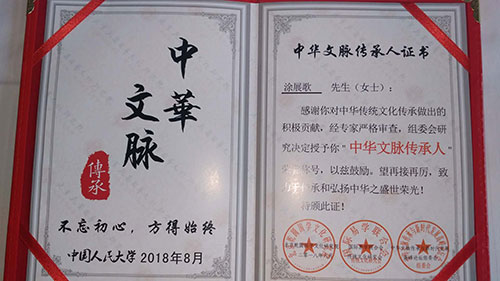 中華
文脈
傳承
不忘初心，方得始终
中国人民大学 2018年8月
中华文脉传承人证书
涂展歌 先生（女士）：
感谢你对中华传统文化传承做出的
积极贡献，经专家严格审查，组委会研
究决定授予你“中华文脉传承人”
号，以兹鼓励。望再接再厉，致
传承和弘扬中华之盛世荣光！
特颁此证！